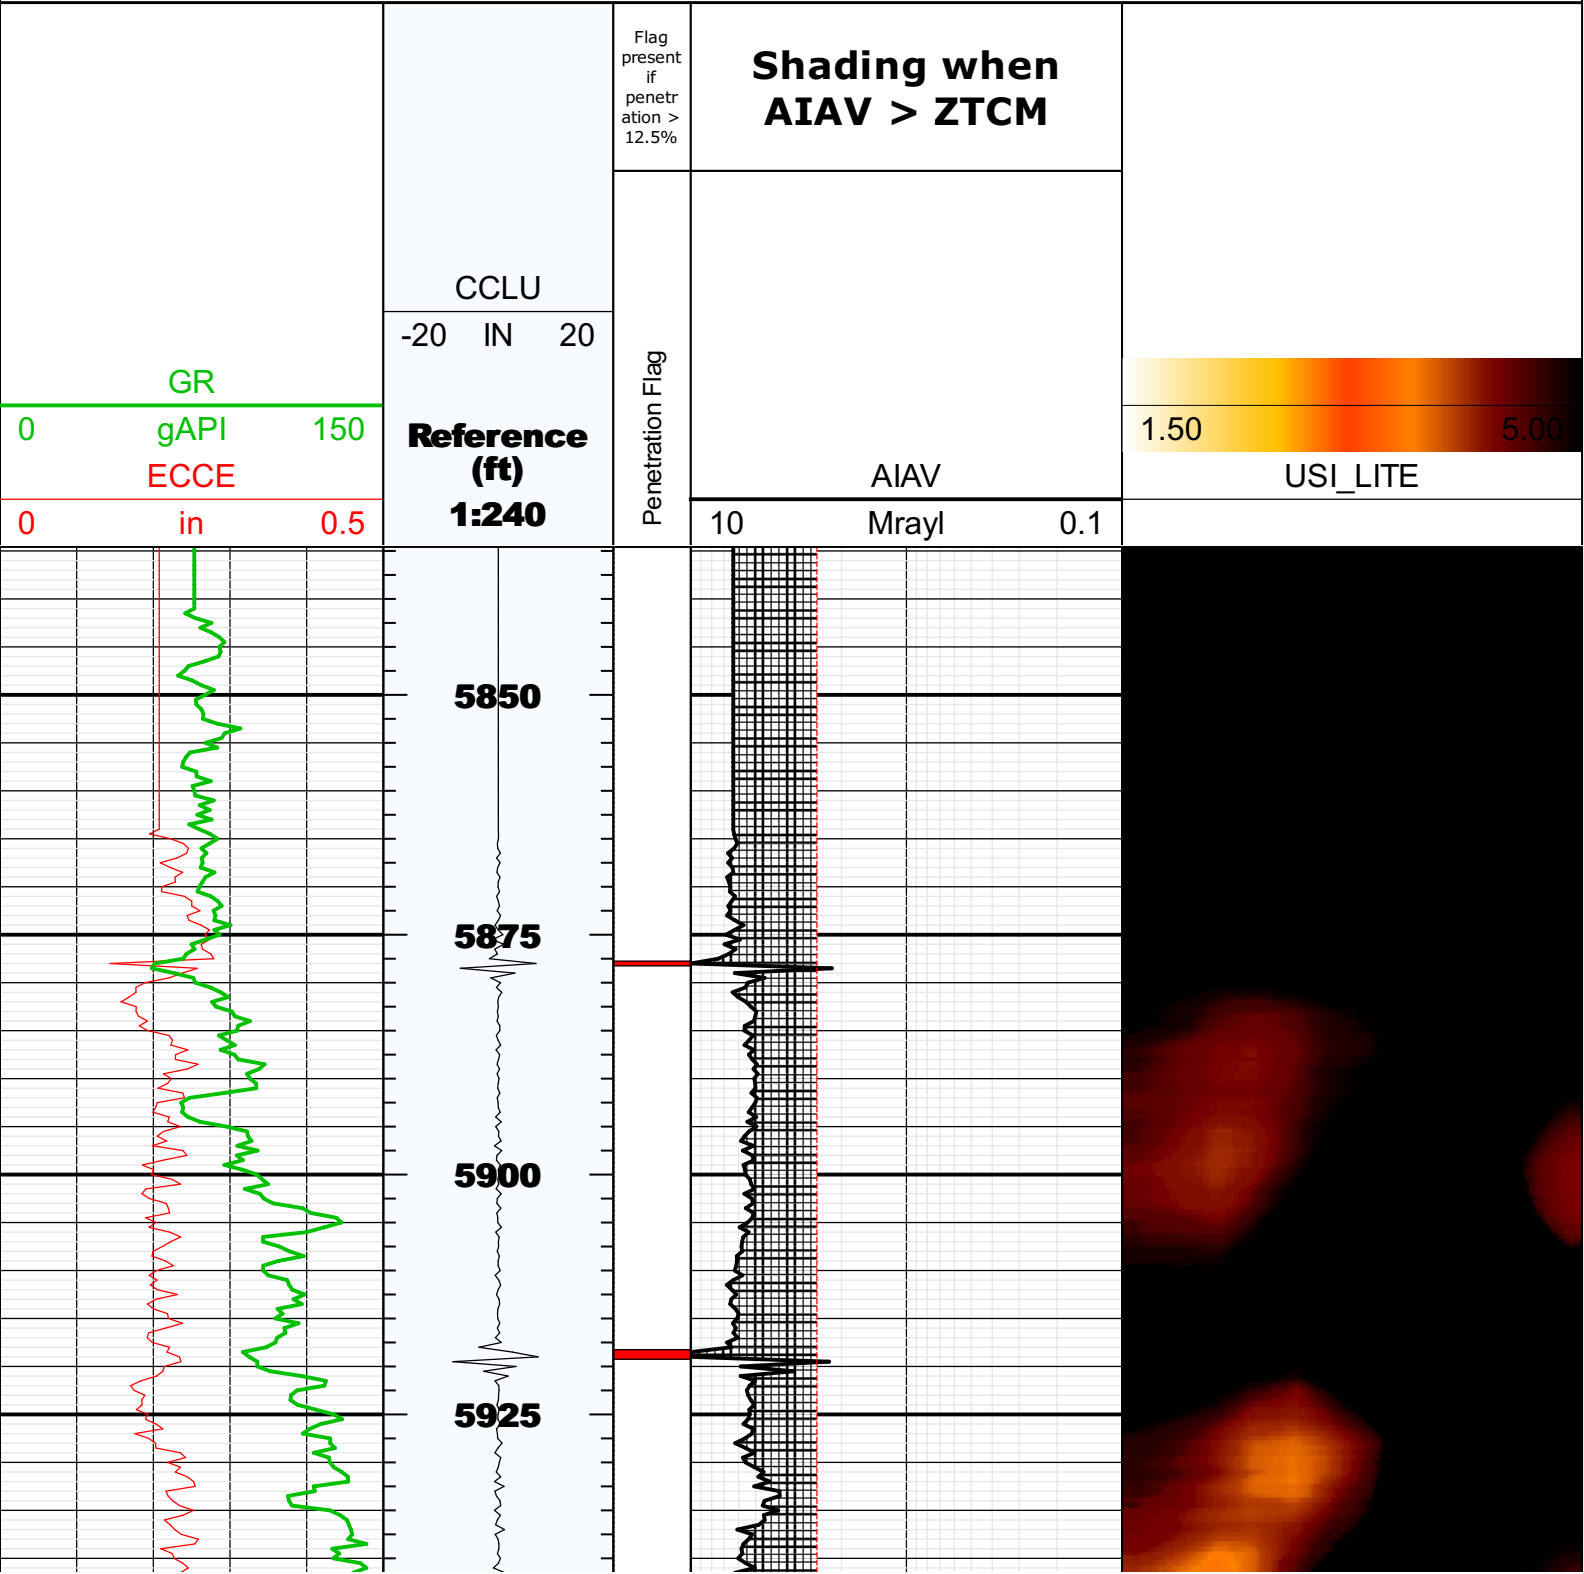 Flag
present
if
penetr
ation >
12.5%
Shading when
AIAV > ZTCM
CCLU
-20 IN 20
GR
0 gAPI 150
ECCE
0 in 0.5
Reference
(ft)
1:240
Penetration Flag
AIAV
10 Mrayl 0.1
1.50 5.00
USI_LITE
5850
5875
5900
5925